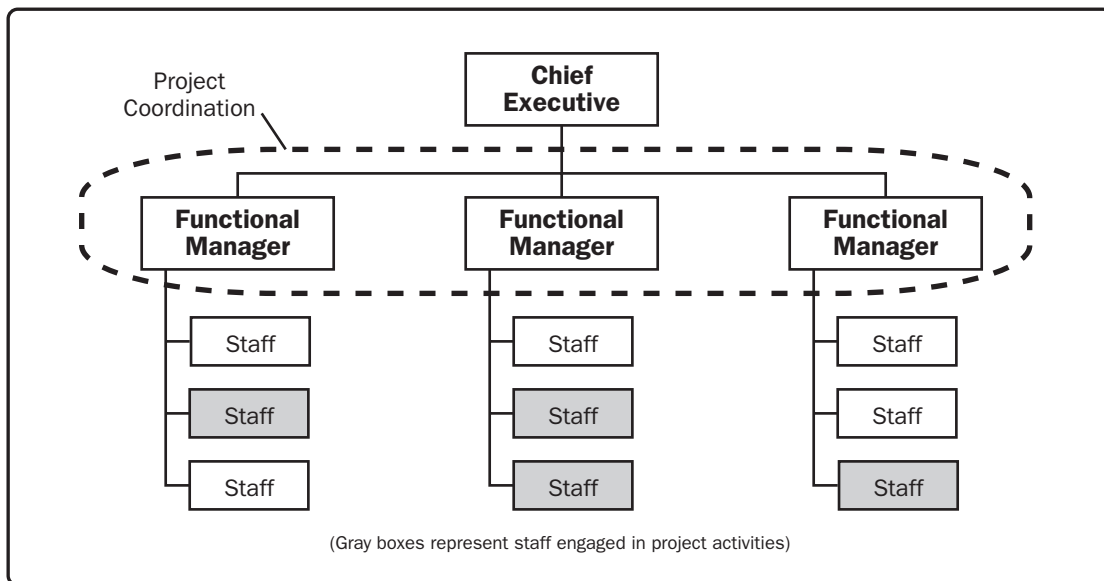 Chief
Executive
Project
Coordination
Functional
Manager
Functional
Manager
Functional
Manager
Staff
Staff
Staff
Staff
Staff
Staff
Staff
Staff
Staff
(Gray boxes represent staff engaged in project activities)